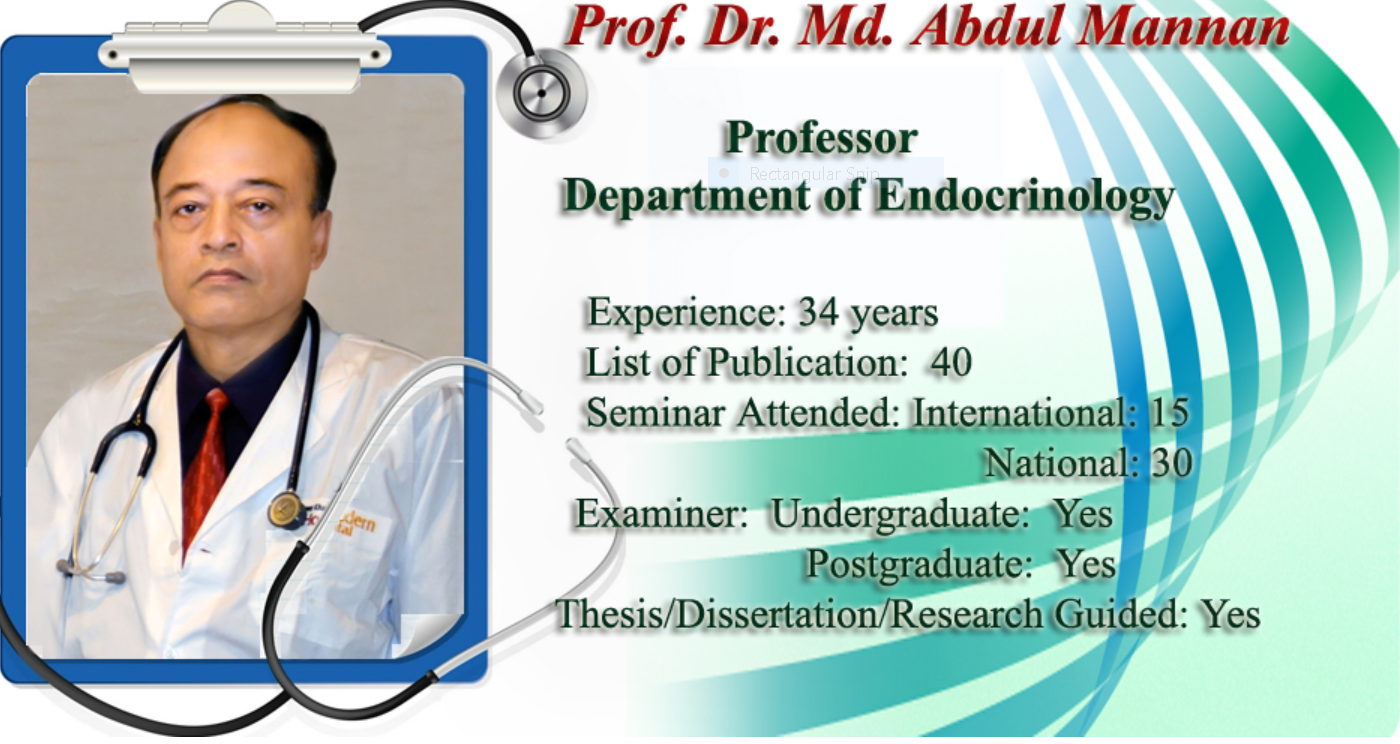 Prof. Dr. Md. Abdul Mannan
Professor
Rectangular Snip
Department of Endocrinology
Experience: 34 years
List of Publication: 40
Seminar Attended: International: 15
National: 30
Examiner: Undergraduate: Yes
Postgraduate: Yes
Thesis/Dissertation/Research Guided: Yes